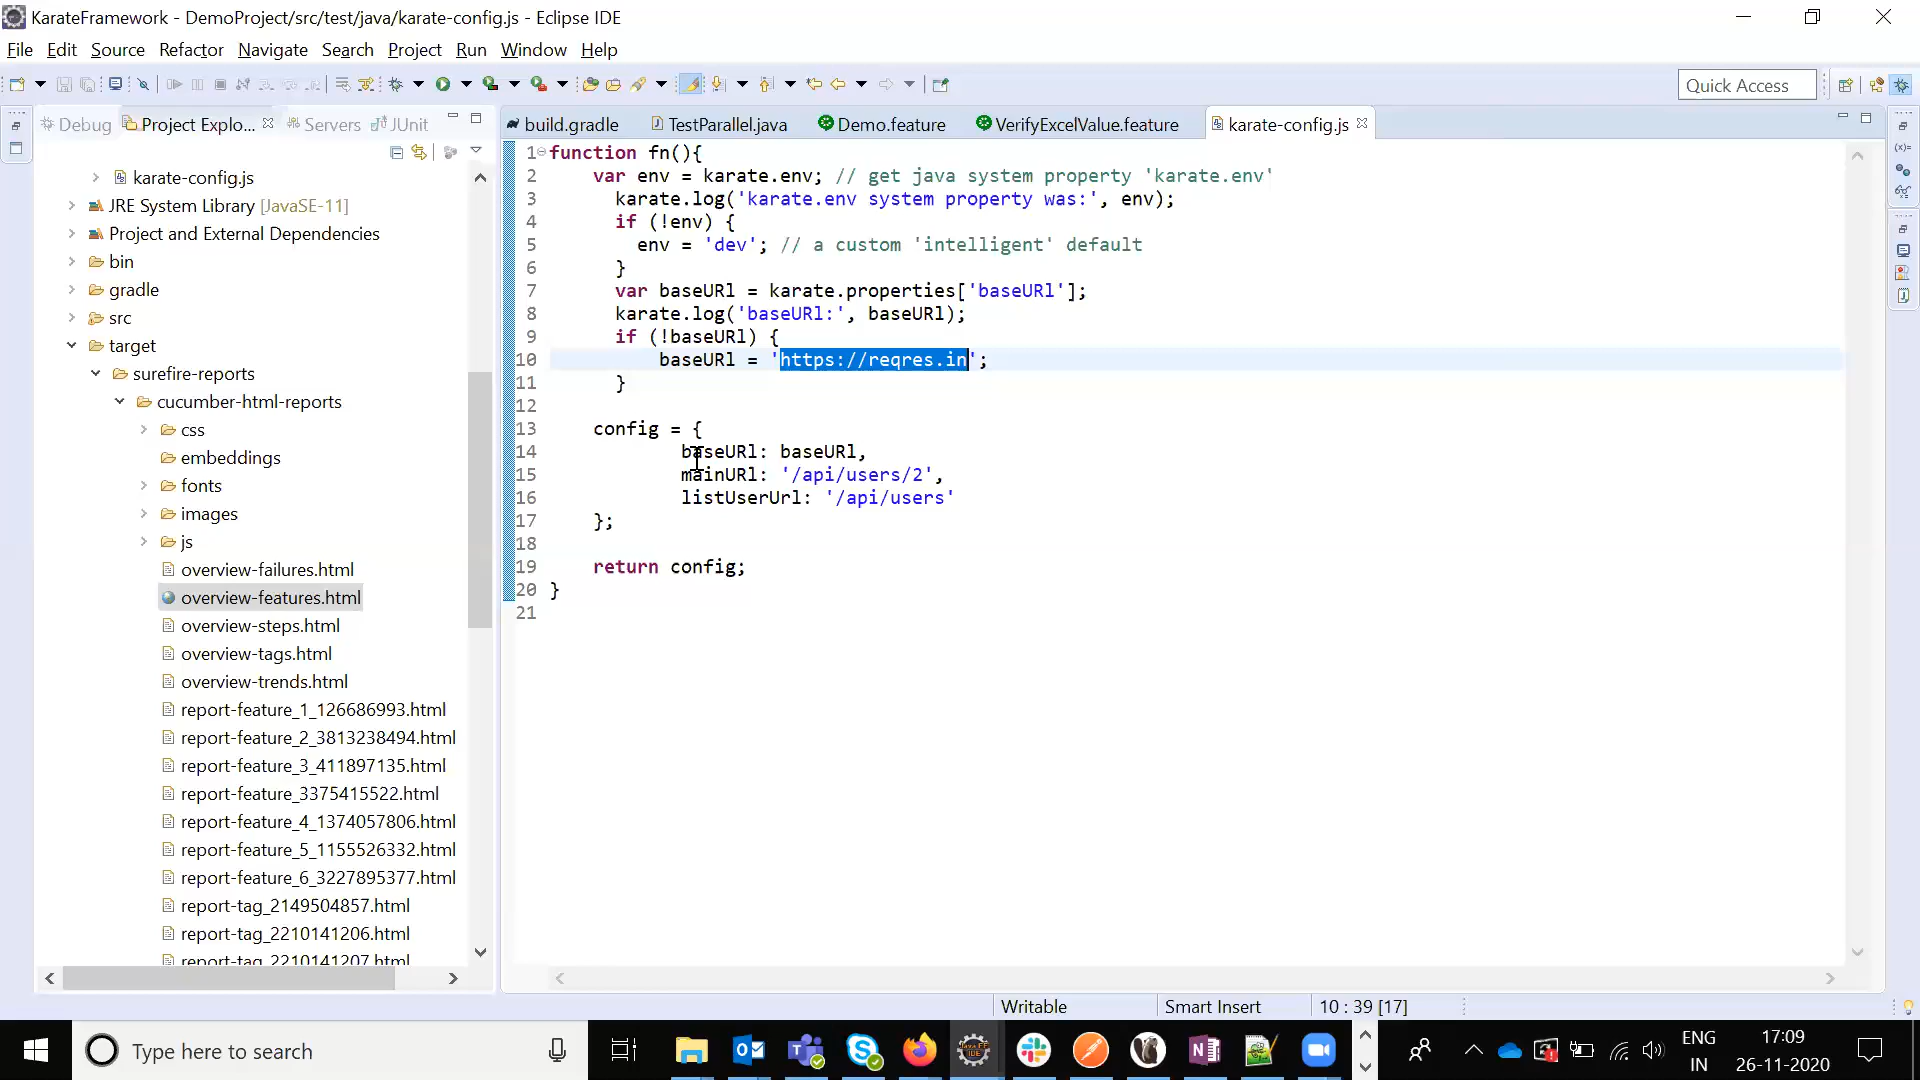 KarateFramework - DemoProject/src/test/java/karate-config.js - Eclipse IDE
File Edit Source Refactor Navigate Search Project Run Window Help
Quick Access
Debug Project Explo... Servers JUnit
build.gradle TestParallel.java Demo.feature VerifyExcelValue.feature karate-config.js
karate-config.js
JRE System Library [JavaSE-11]
Project and External Dependencies
bin
gradle
src
target
surefire-reports
cucumber-html-reports
css
embeddings
fonts
images
js
overview-failures.html
overview-features.html
overview-steps.html
overview-tags.html
overview-trends.html
report-feature_1_126686993.html
report-feature_2_3813238494.html
report-feature_3_411897135.html
report-feature_3375415522.html
report-feature_4_1374057806.html
report-feature_5_1155526332.html
report-feature_6_3227895377.html
report-tag_2149504857.html
report-tag_2210141206.html
report-tag_2210141207.html
1 function fn(){
2 var env = karate.env; // get java system property 'karate.env'
3 karate.log('karate.env system property was:', env);
4 if (!env) {
5 env = 'dev'; // a custom 'intelligent' default
6 }
7 var baseURl = karate.properties['baseURl'];
8 karate.log('baseURl:', baseURl);
9 if (!baseURl) {
10 baseURl = 'https://reqres.in';
11 }
12
13 config = {
14 baseURl: baseURl,
15 mainURl: '/api/users/2',
16 listUserUrl: '/api/users'
17 };
18
19 return config;
20 }
21
Writable Smart Insert 10 : 39 [17]
Type here to search
ENG
IN
17:09
26-11-2020